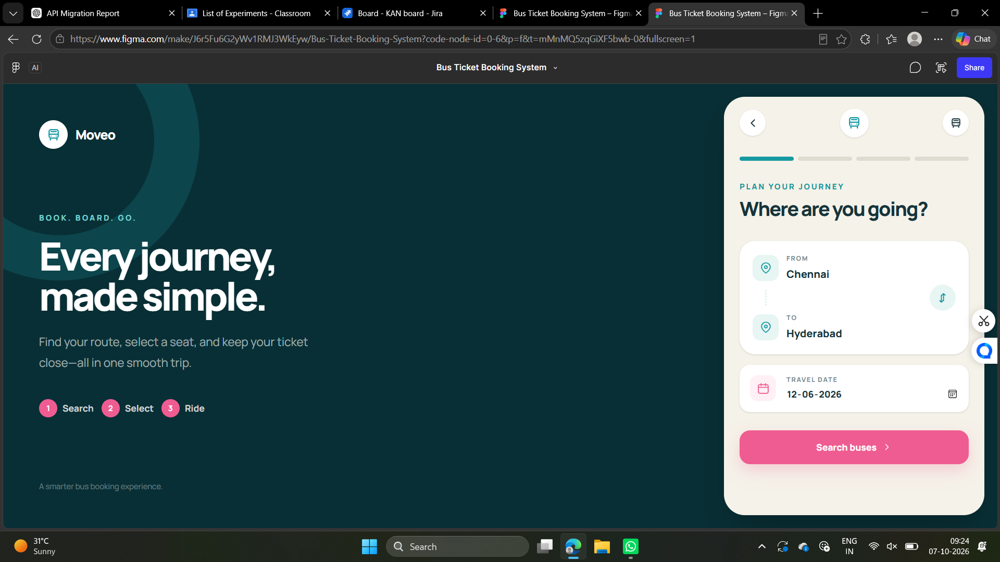 API Migration Report
List of Experiments - Classroom
Board - KAN board - Jira
Bus Ticket Booking System – Figma
Bus Ticket Booking System – Figma
https://www.figma.com/make/J6r5Fu6G2yWv1RMJ3WkEyw/Bus-Ticket-Booking-System?code-node-id=0-6&p=f&t=mMnMQ5zqGiXF5bwb-0&fullscreen=1
Chat
AI
Bus Ticket Booking System
Share
Moveo
BOOK. BOARD. GO.
Every journey,
made simple.
Find your route, select a seat, and keep your ticket
close—all in one smooth trip.
1 Search 2 Select 3 Ride
A smarter bus booking experience.
PLAN YOUR JOURNEY
Where are you going?
FROM
Chennai
TO
Hyderabad
TRAVEL DATE
12-06-2026
Search buses
31°C
Sunny
Search
ENG
IN
09:24
07-10-2026